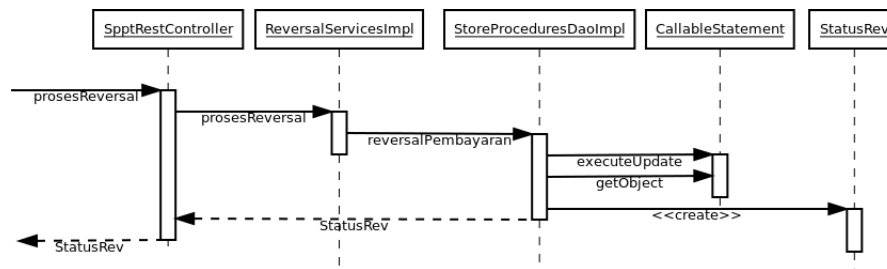 SpptRestController
ReversalServicesImpl
StoreProceduresDaoImpl
CallableStatement
StatusRev
prosesReversal
prosesReversal
reversalPembayaran
executeUpdate
getObject
<<create>>
StatusRev
StatusRev